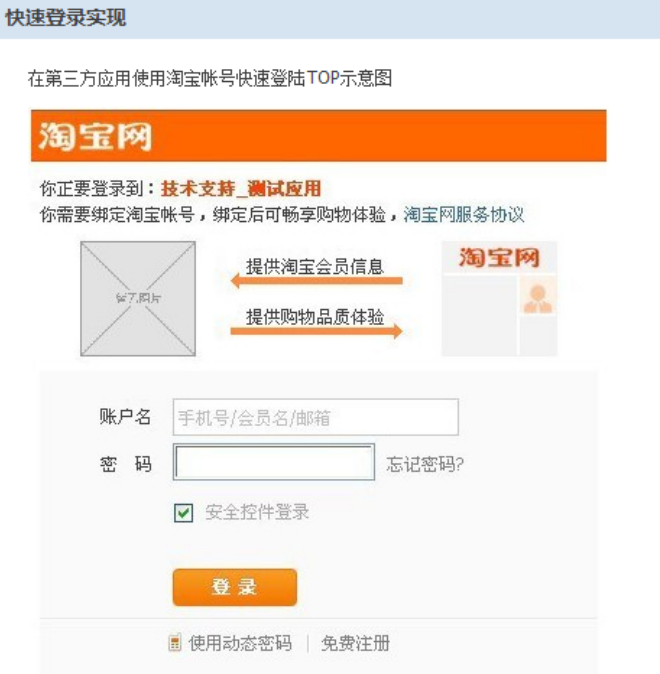 快速登录实现
在第三方应用使用淘宝帐号快速登陆TOP示意图
淘宝网
你正要登录到：技术支持_测试应用
你需要绑定淘宝帐号，绑定后可畅享购物体验，淘宝网服务协议
暂无图片
提供淘宝会员信息
淘宝网
提供购物品质体验
账户名 手机号/会员名/邮箱
密 码 忘记密码?
安全控件登录
登 录
使用动态密码 | 免费注册